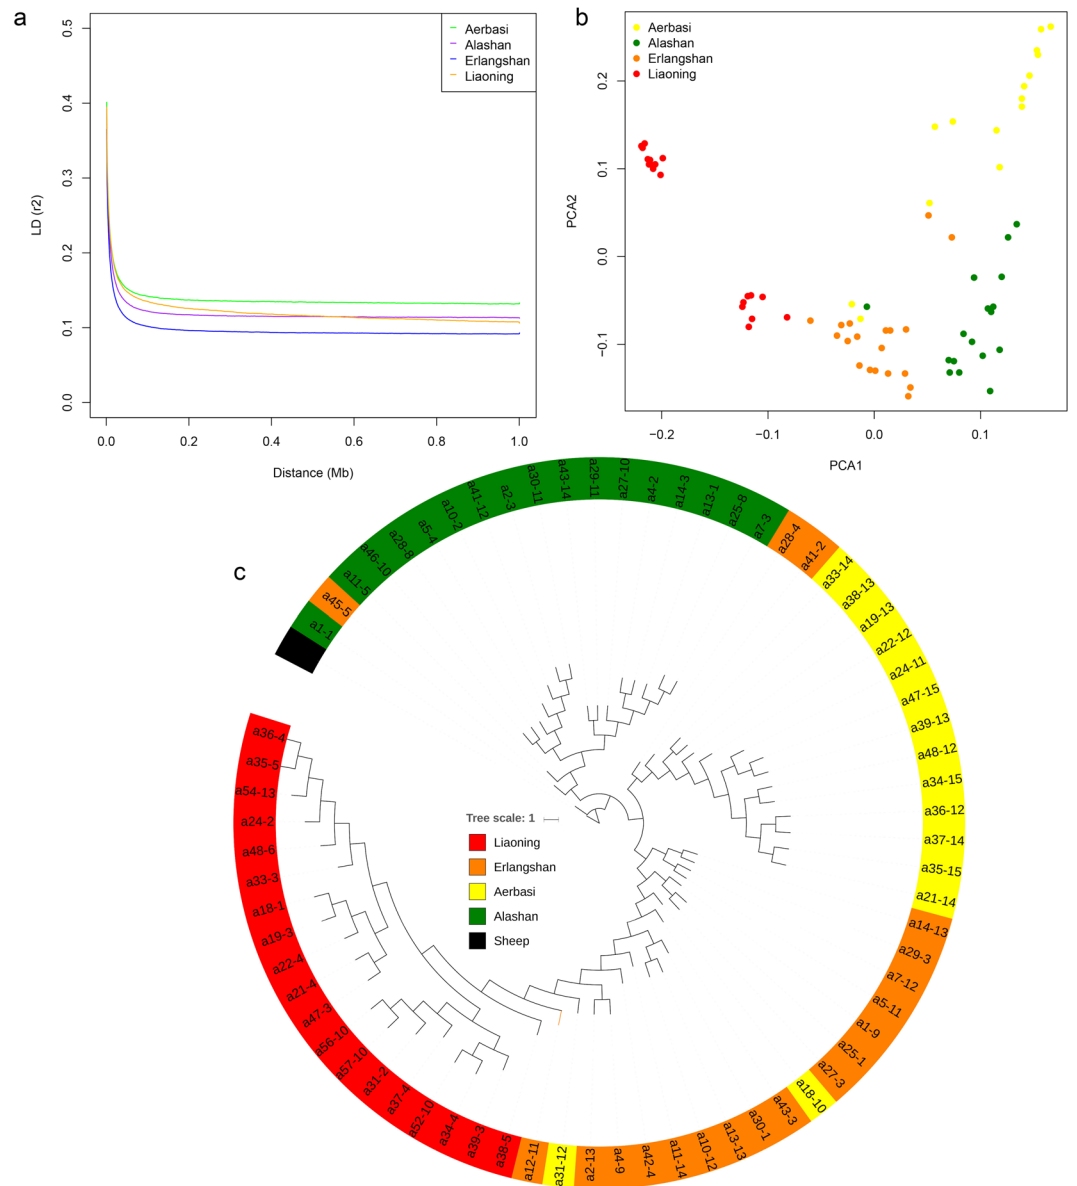 a
0.5
0.4
0.3
0.2
0.1
0.0
LD (r2)
Aerbasi
Alashan
Erlangshan
Liaoning
0.0
0.2
0.4
0.6
0.8
1.0
Distance (Mb)
b
Aerbasi
Alashan
Erlangshan
Liaoning
0.2
0.1
0.0
−0.1
PCA2
−0.2
−0.1
0.0
0.1
PCA1
c
a1-1
a45-5
a11-5
a46-10
a28-8
a5-4
a10-2
a41-12
a2-3
a30-11
a43-14
a29-11
a27-10
a4-2
a14-3
a13-1
a25-8
a7-3
a28-4
a41-2
a33-14
a38-13
a19-13
a22-12
a24-11
a47-15
a39-13
a48-12
a34-15
a36-12
a37-14
a35-15
a21-14
a14-13
a29-3
a7-12
a5-11
a1-9
a25-1
a27-3
a18-10
a43-3
a30-1
a13-13
a10-12
a11-14
a42-4
a4-9
a2-13
a31-12
a12-11
a38-5
a39-3
a34-4
a52-10
a37-4
a31-2
a57-10
a56-10
a47-3
a21-4
a22-4
a19-3
a18-1
a33-3
a48-6
a24-2
a54-13
a35-5
a36-4
Tree scale: 1
Liaoning
Erlangshan
Aerbasi
Alashan
Sheep